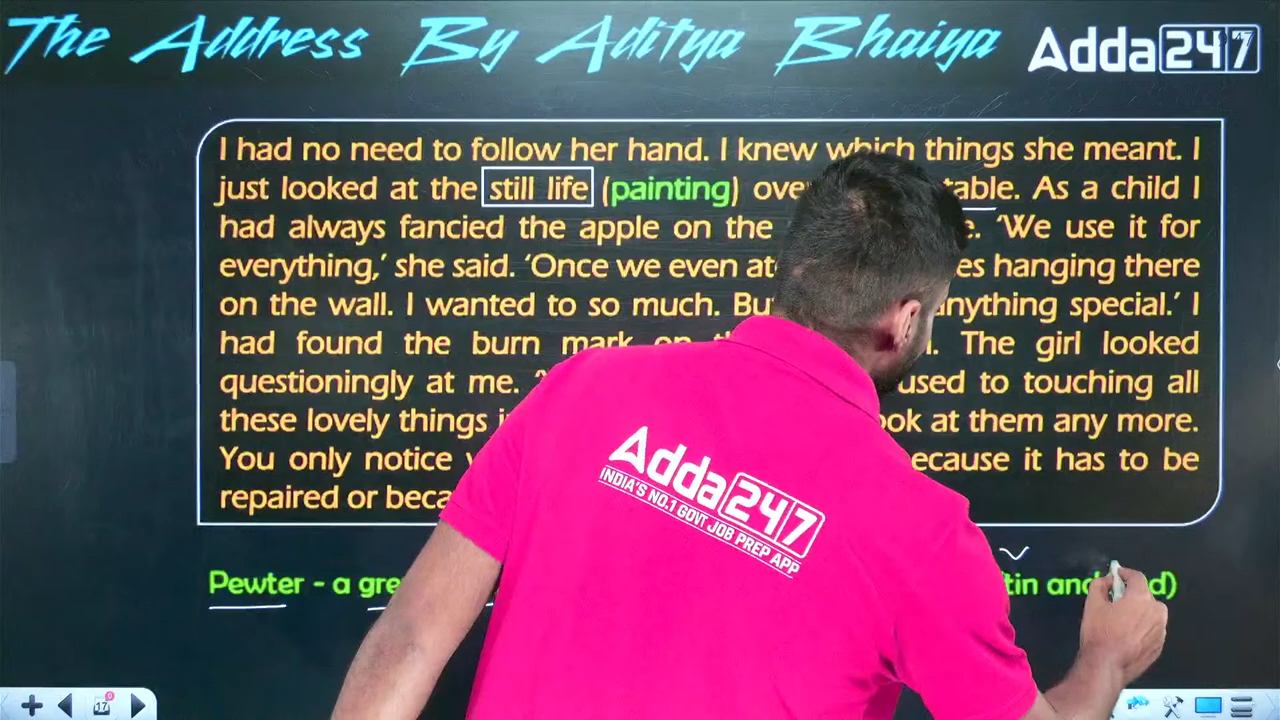 The Address By Aditya Bhaiya
Adda247
I had no need to follow her hand. I knew which things she meant. I
just looked at the still life (painting) over table. As a child I
had always fancied the apple on the 'We use it for
everything,' she said. 'Once we even hanging there
on the wall. I wanted to so much. anything special.' I
had found the burn mark on The girl looked
questioningly at me. used to touching all
these lovely things look at them any more.
You only notice because it has to be
repaired or
Pewter - a tin and
Adda247
INDIA'S NO.1 GOVT JOB PREP APP
17